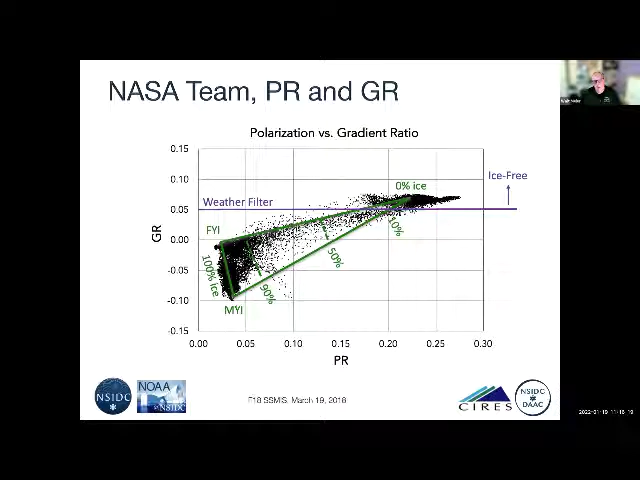 NASA Team, PR and GR
Polarization vs. Gradient Ratio
0.15
0.10
0.05
0.00
-0.05
-0.10
-0.15
GR
0.00
0.05
0.10
0.15
0.20
0.25
0.30
PR
Weather Filter
Ice-Free
0% ice
10%
50%
90%
100% ice
FYI
MYI
F18 SSMIS, March 19, 2018
NSIDC
NOAA
@NSIDC
CIRES
NSIDC
DAAC
Walt Meier